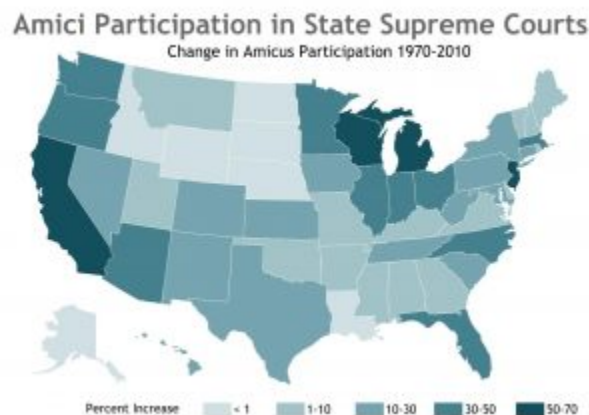 Amici Participation in State Supreme Courts
Change in Amicus Participation 1970-2010
Percent Increase < 1 1-10 10-30 30-50 50-70